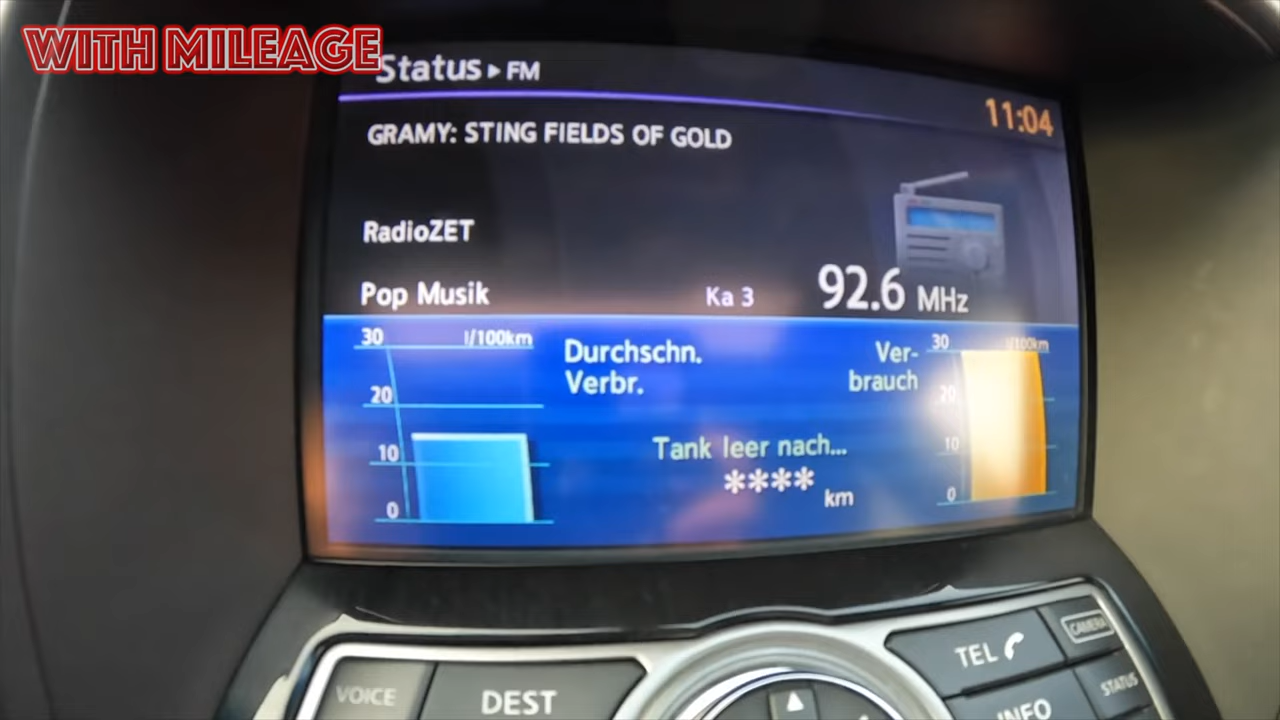 WITH MILEAGE
Status ▸ FM
11:04
GRAMY: STING FIELDS OF GOLD
RadioZET
Pop Musik
Ka 3
92.6 MHz
30 l/100km
20
10
0
Durchschn.
Verbr.
Ver-
brauch
Tank leer nach...
**** km
30 l/100km
20
10
0
VOICE
DEST
TEL
CAMERA
INFO
STATUS